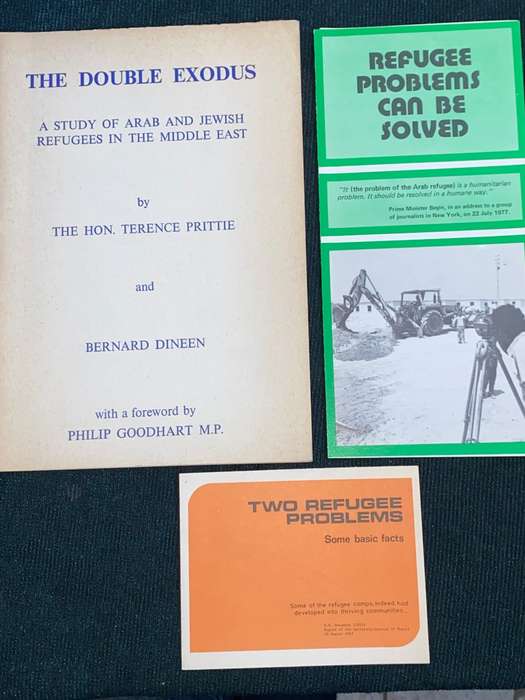 THE DOUBLE EXODUS
A STUDY OF ARAB AND JEWISH
REFUGEES IN THE MIDDLE EAST
by
THE HON. TERENCE PRITTIE
and
BERNARD DINEEN
with a foreword by
PHILIP GOODHART M.P.
REFUGEE
PROBLEMS
CAN BE
SOLVED
"It (the problem of the Arab refugee) is a humanitarian
problem. It should be resolved in a humane way."
Prime Minister Begin, in an address to a group
of journalists in New York, on 22 July 1977.
TWO REFUGEE
PROBLEMS
Some basic facts
Some of the refugee camps, indeed, had
developed into thriving communities...